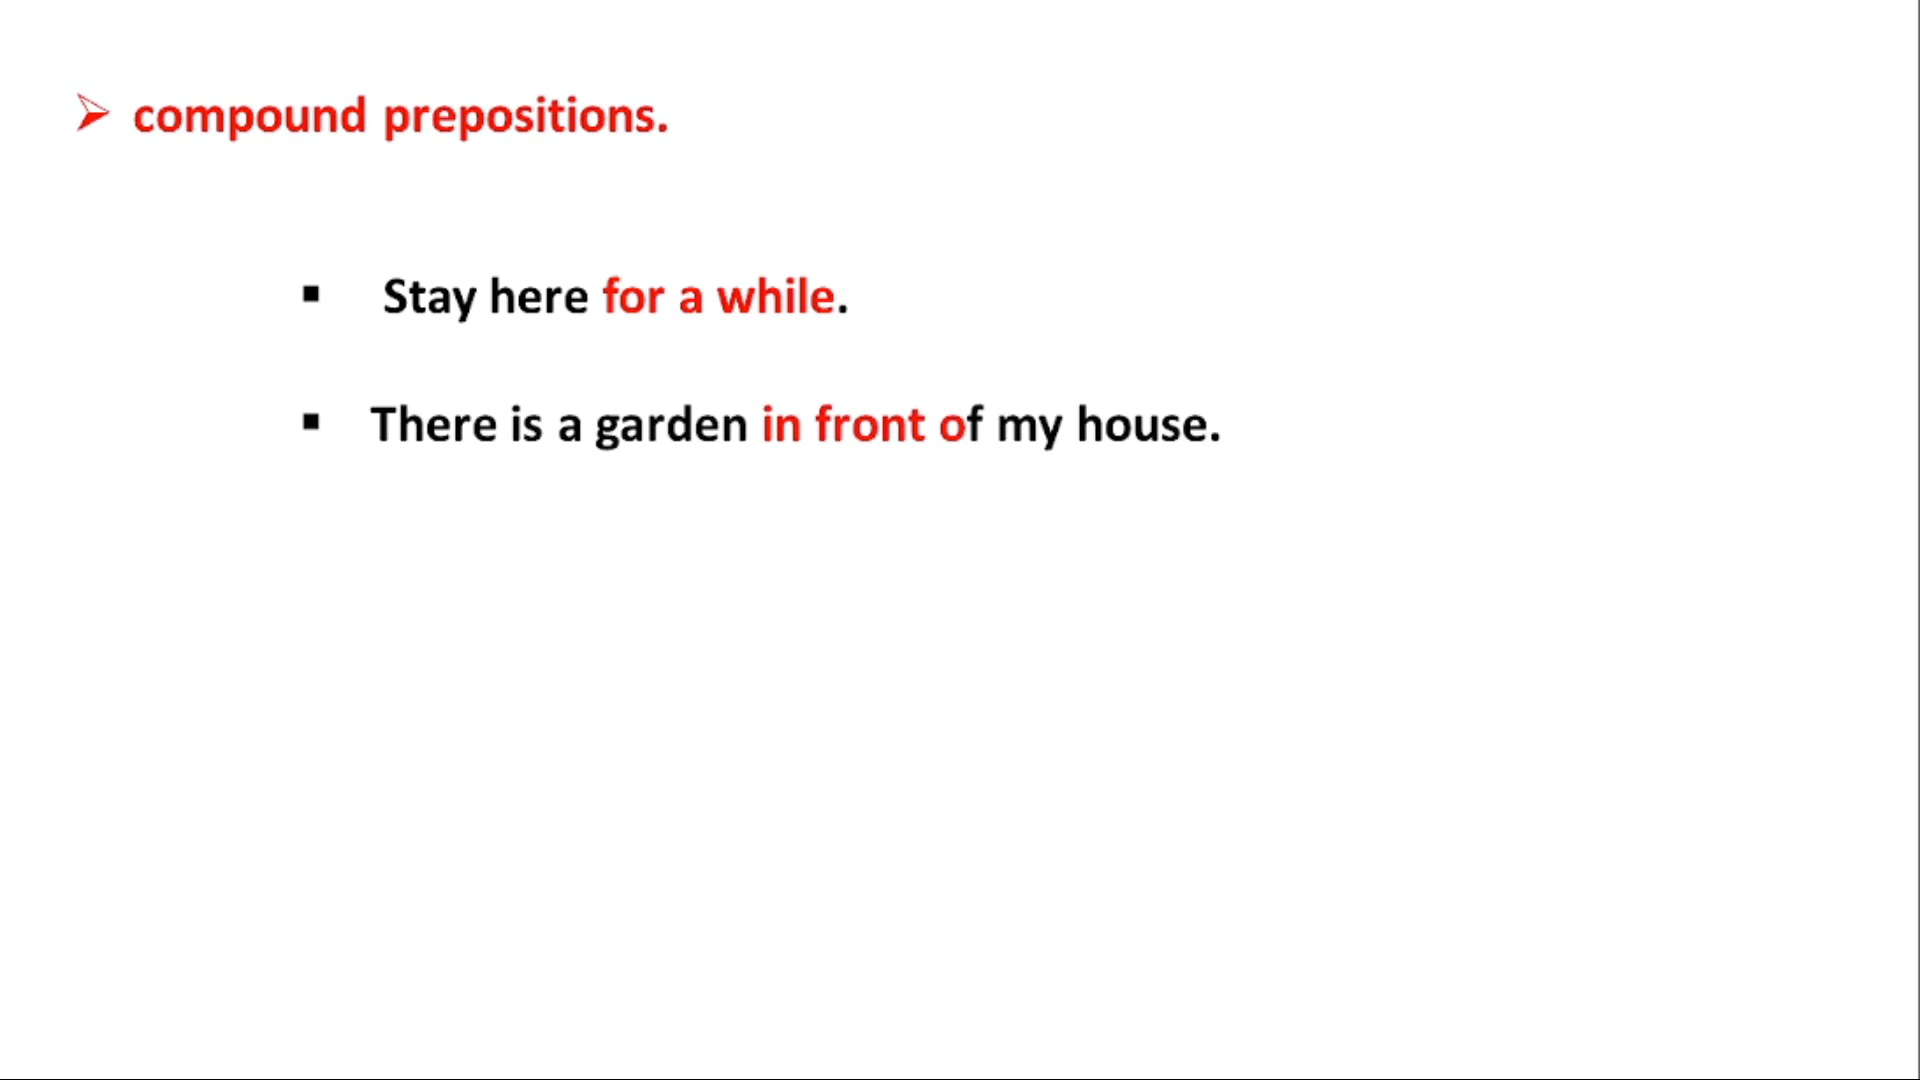 ➢ compound prepositions.
▪ Stay here for a while.
▪ There is a garden in front of my house.